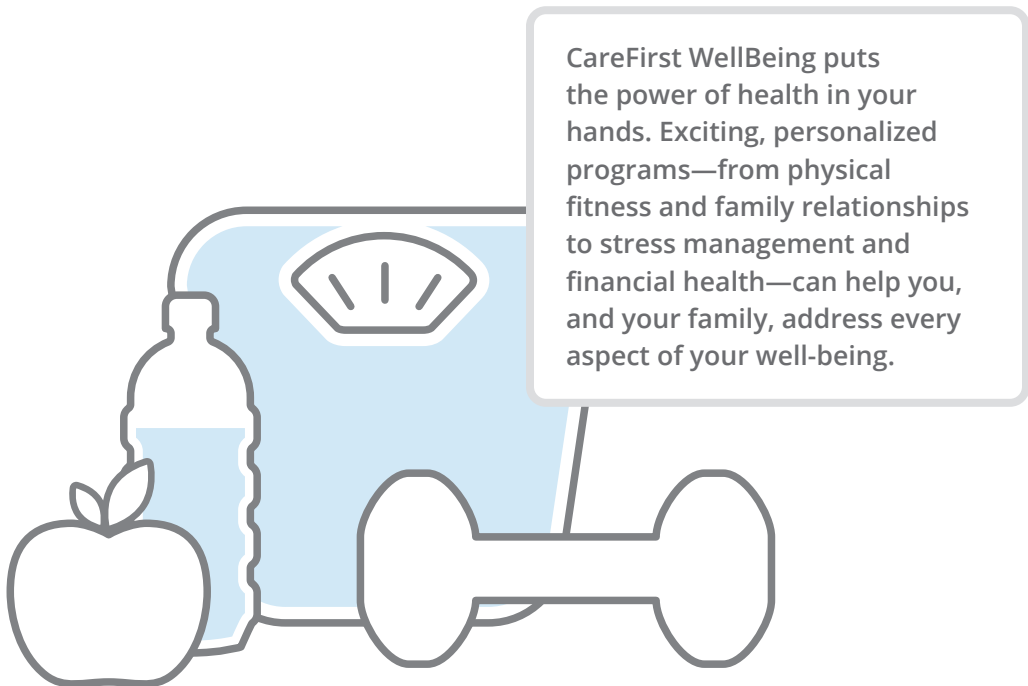 CareFirst WellBeing puts
the power of health in your
hands. Exciting, personalized
programs—from physical
fitness and family relationships
to stress management and
financial health—can help you,
and your family, address every
aspect of your well-being.